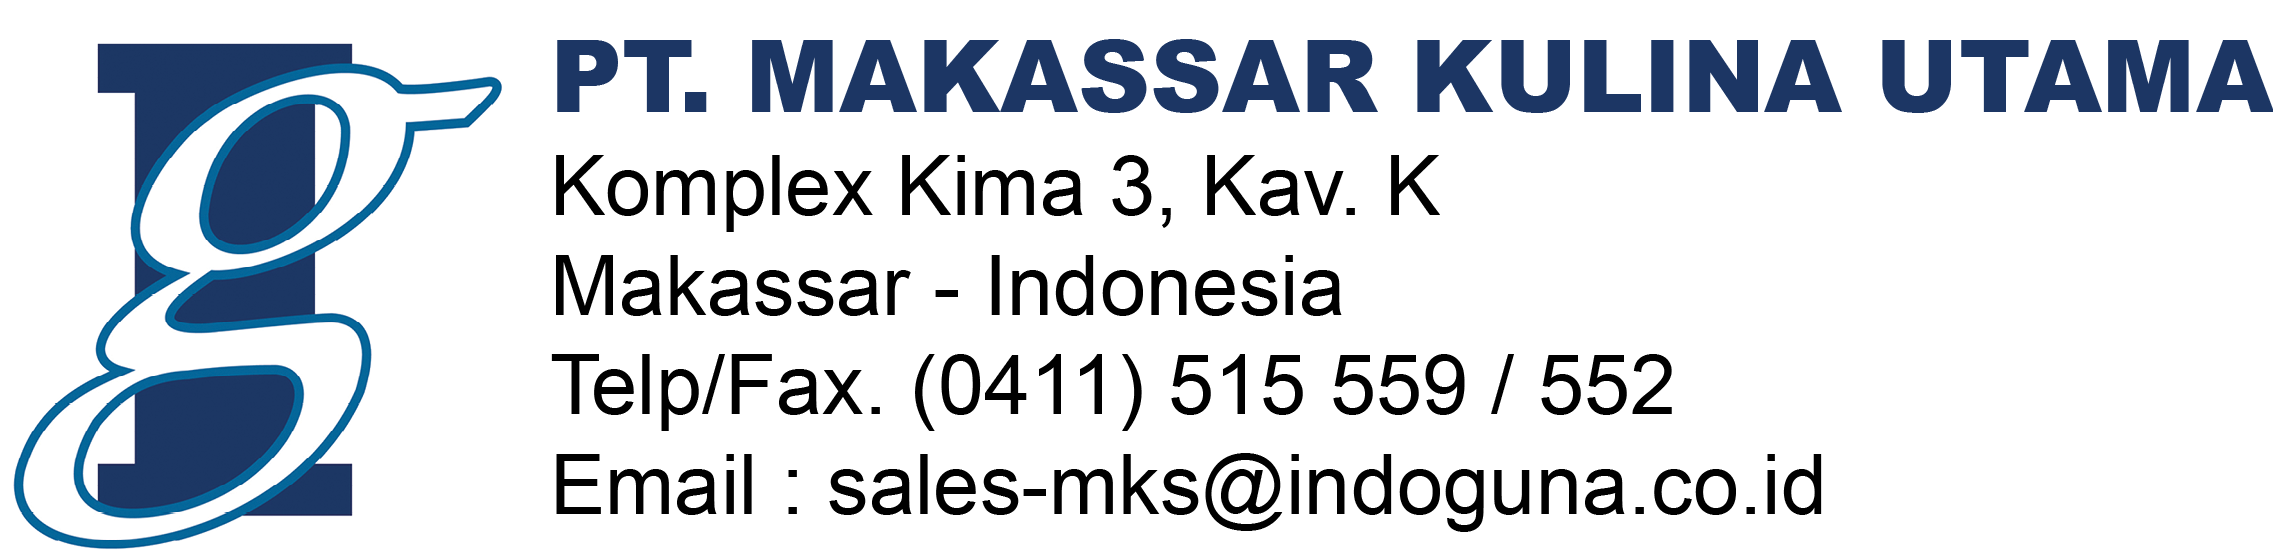 Ig
PT. MAKASSAR KULINA UTAMA
Komplex Kima 3, Kav. K
Makassar - Indonesia
Telp/Fax. (0411) 515 559 / 552
Email : sales-mks@indoguna.co.id